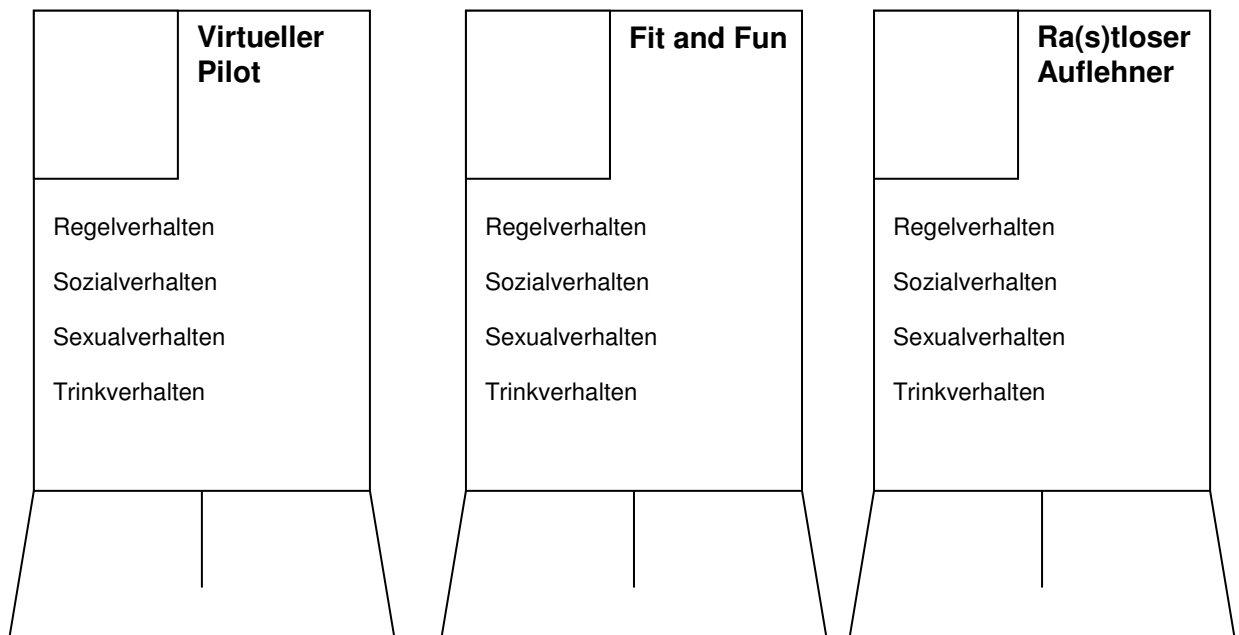 Virtueller
Pilot
Regelverhalten
Sozialverhalten
Sexualverhalten
Trinkverhalten
Fit and Fun
Regelverhalten
Sozialverhalten
Sexualverhalten
Trinkverhalten
Ra(s)tloser
Auflehner
Regelverhalten
Sozialverhalten
Sexualverhalten
Trinkverhalten